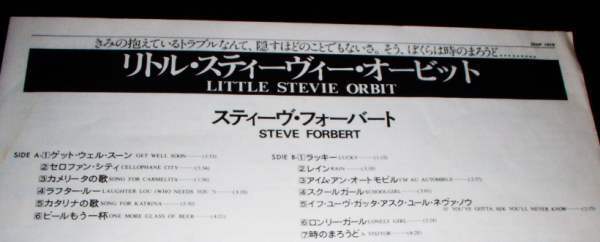 きみの抱えているトラブルなんて、隠すほどのことでもないさ。そう、ぼくらは時のまろうど………
リトル・スティーヴィー・オービット
LITTLE STEVIE ORBIT
スティーヴ・フォーバート
STEVE FORBERT
SIDE A-①ゲット・ウェル・スーン GET WELL SOON
②セロファン・シティ CELLOPHANE CITY
③カメリータの歌 SONG FOR CARMELITA
④ラフタールー LAUGHTER LOU (WHO NEEDS YOU?)
⑤カタリナの歌 SONG FOR KATRINA
⑥ビールもう一杯 ONE MORE GLASS OF BEER
SDIE B-①ラッキー LUCKY
②レイン RAIN
③アイム・アン・オートモビル I'M AN AUTOMOBILE
④スクールガール SCHOOLGIRL
⑤イフ・ユーヴ・ガッタ・アスク・ユール・ネヴァ・ノウ
IF YOU'VE GOTTA ASK YOU'LL NEVER KNOW
⑥ロンリー・ガール LONELY GIRL
⑦時のまろうど A VISITOR